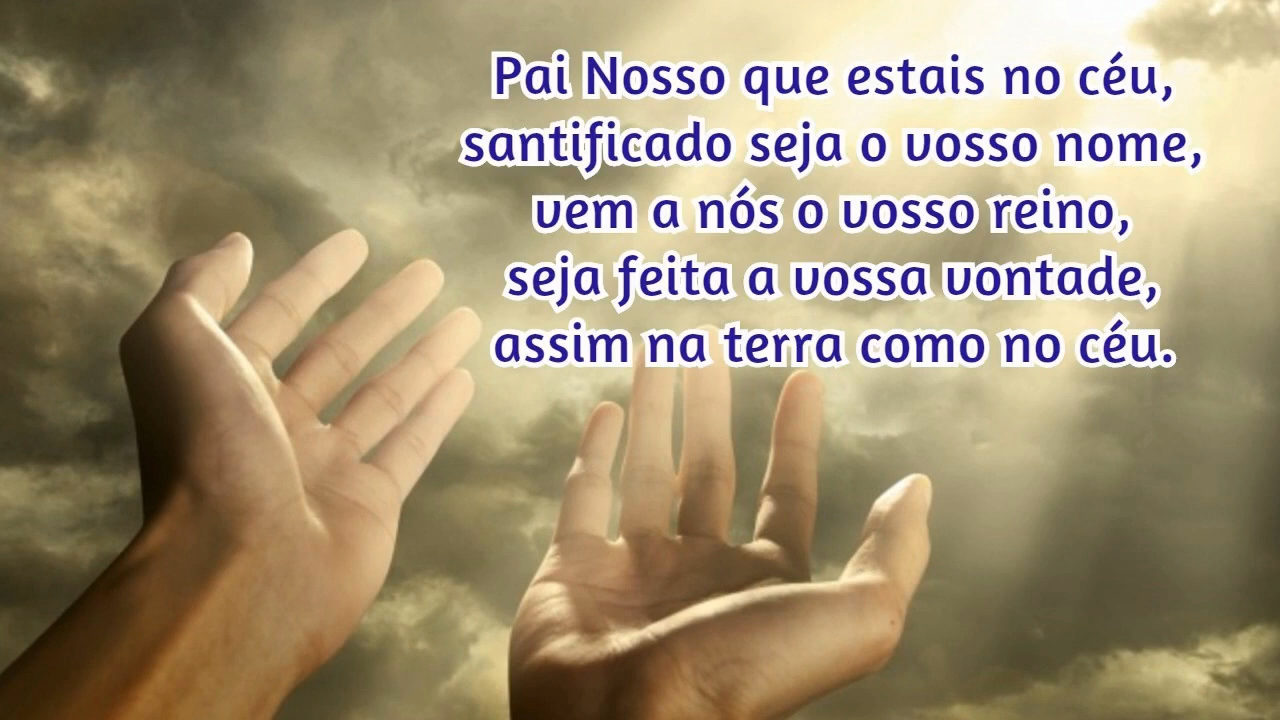 Pai Nosso que estais no céu,
santificado seja o vosso nome,
vem a nós o vosso reino,
seja feita a vossa vontade,
assim na terra como no céu.